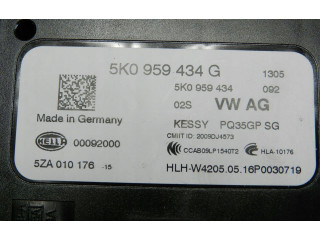 5K0 959 434 G 1305
5K0 959 434 092
02S VW AG
Made in Germany KESSY PQ35GP SG
CMIIT ID: 2009DJ4573
HELLA 00092000 CCAB09LP1540T2 HLA-10176
5ZA 010 176 -15 HLH-W4205.05.16P0030719